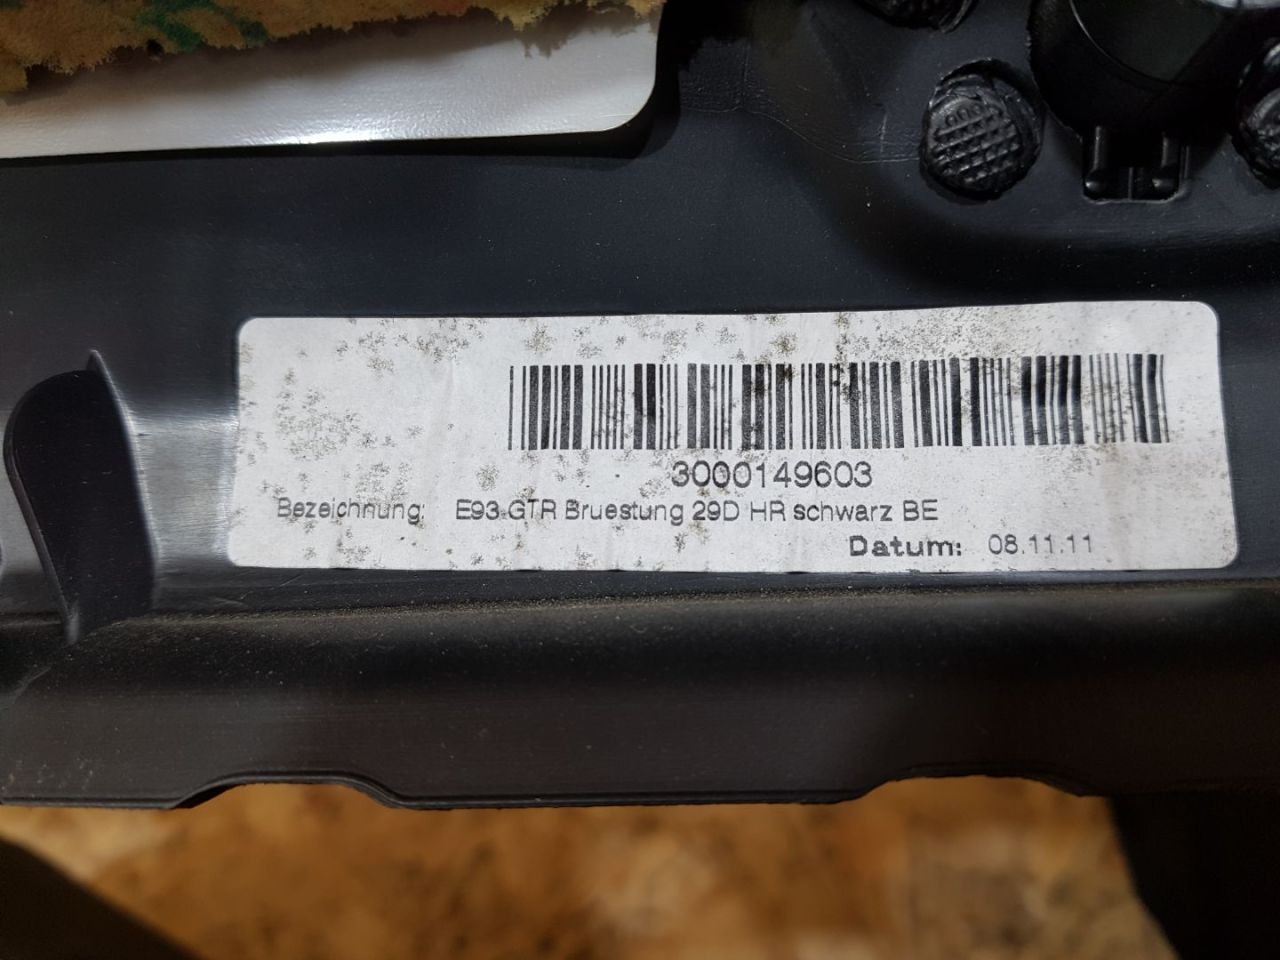 3000149603
Bezeichnung: E93 GTR Bruestung 29D HR schwarz BE
Datum: 08.11.11